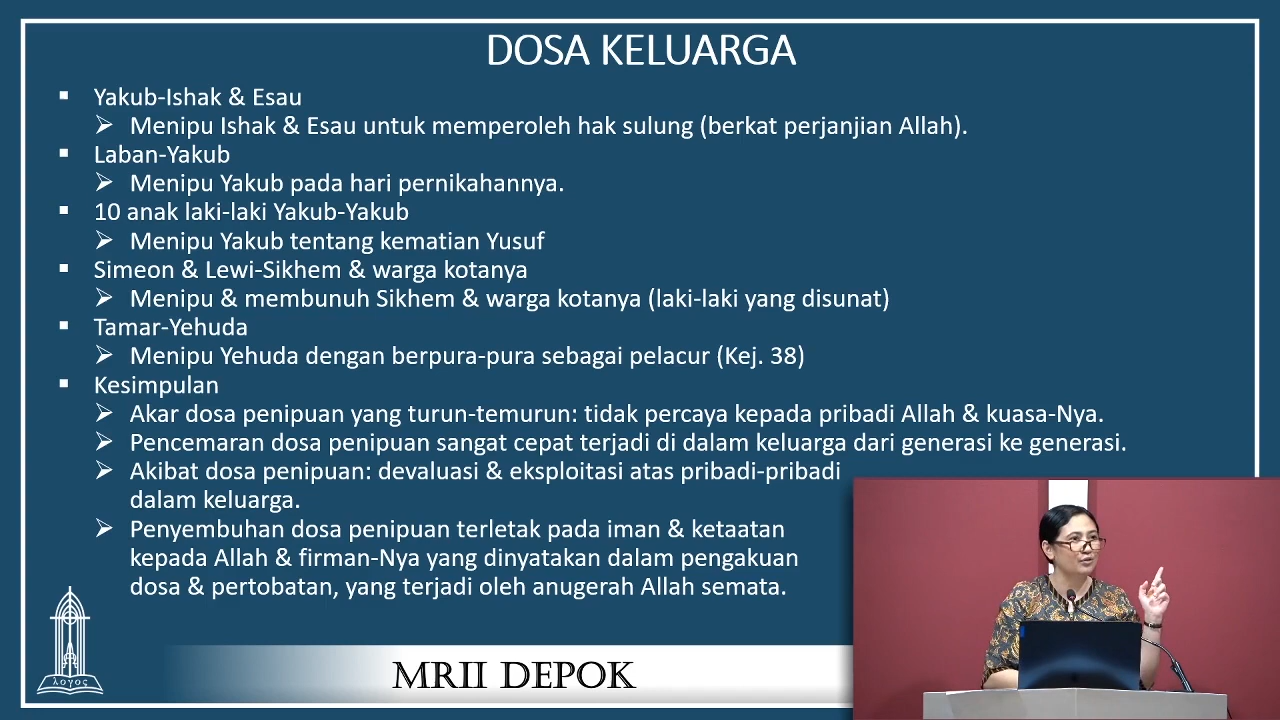 DOSA KELUARGA
▪ Yakub-Ishak & Esau
➢ Menipu Ishak & Esau untuk memperoleh hak sulung (berkat perjanjian Allah).
▪ Laban-Yakub
➢ Menipu Yakub pada hari pernikahannya.
▪ 10 anak laki-laki Yakub-Yakub
➢ Menipu Yakub tentang kematian Yusuf
▪ Simeon & Lewi-Sikhem & warga kotanya
➢ Menipu & membunuh Sikhem & warga kotanya (laki-laki yang disunat)
▪ Tamar-Yehuda
➢ Menipu Yehuda dengan berpura-pura sebagai pelacur (Kej. 38)
▪ Kesimpulan
➢ Akar dosa penipuan yang turun-temurun: tidak percaya kepada pribadi Allah & kuasa-Nya.
➢ Pencemaran dosa penipuan sangat cepat terjadi di dalam keluarga dari generasi ke generasi.
➢ Akibat dosa penipuan: devaluasi & eksploitasi atas pribadi-pribadi
dalam keluarga.
➢ Penyembuhan dosa penipuan terletak pada iman & ketaatan
kepada Allah & firman-Nya yang dinyatakan dalam pengakuan
dosa & pertobatan, yang terjadi oleh anugerah Allah semata.
λογος
MRII DEPOK